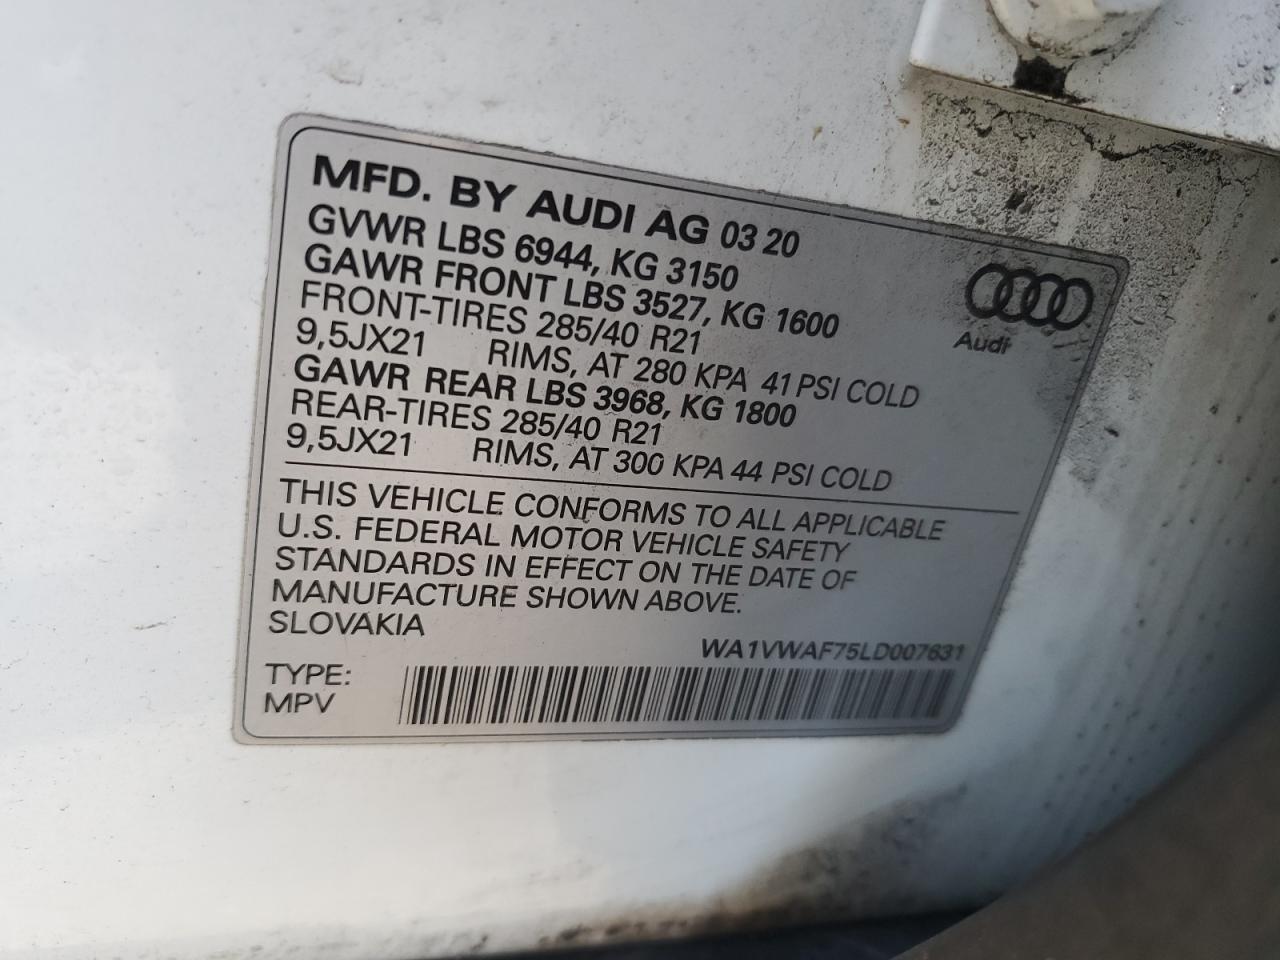 MFD. BY AUDI AG 03 20
GVWR LBS 6944, KG 3150
GAWR FRONT LBS 3527, KG 1600
FRONT-TIRES 285/40 R21
9,5JX21 RIMS, AT 280 KPA 41 PSI COLD
GAWR REAR LBS 3968, KG 1800
REAR-TIRES 285/40 R21
9,5JX21 RIMS, AT 300 KPA 44 PSI COLD
Audi
THIS VEHICLE CONFORMS TO ALL APPLICABLE
U.S. FEDERAL MOTOR VEHICLE SAFETY
STANDARDS IN EFFECT ON THE DATE OF
MANUFACTURE SHOWN ABOVE.
SLOVAKIA
WA1VWAF75LD007631
TYPE:
MPV